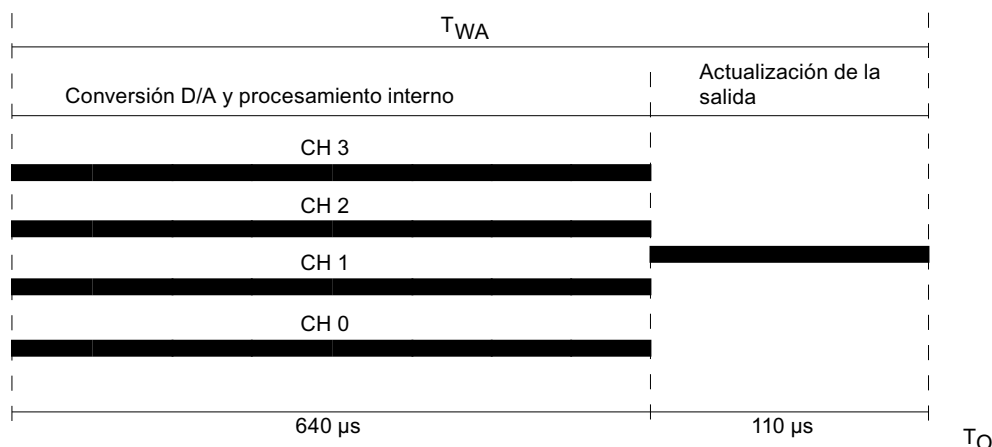 TWA
Conversión D/A y procesamiento interno
Actualización de la
salida
CH 3
CH 2
CH 1
CH 0
640 µs
110 µs
TO